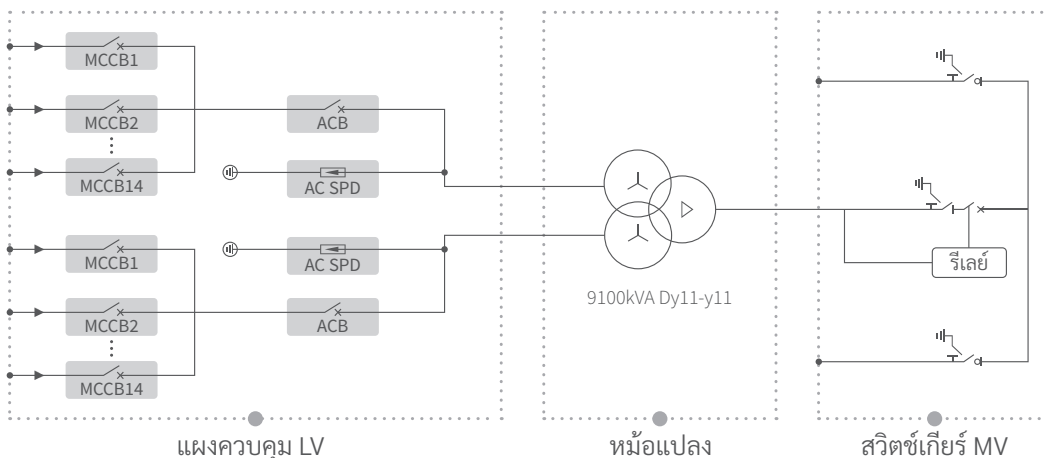 MCCB1
MCCB2
ACB
MCCB14
AC SPD
MCCB1
AC SPD
MCCB2
ACB
MCCB14
9100kVA Dy11-y11
รีเลย์
แผงควบคุม LV
หม้อแปลง
สวิตช์เกียร์ MV